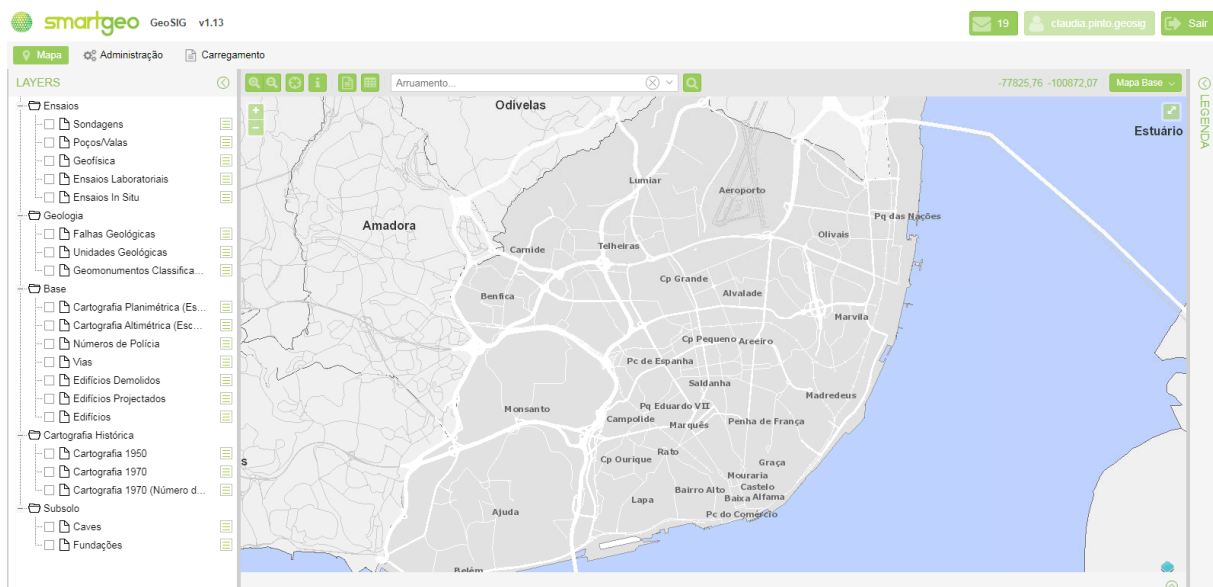 smartgeo GeoSIG v1.13
19 claudia.pinto.geosig Sair
Mapa Administração Carregamento
LAYERS
Ensaios
Sondagens
Poços/Valas
Geofísica
Ensaios Laboratoriais
Ensaios In Situ
Geologia
Falhas Geológicas
Unidades Geológicas
Geomonumentos Classifica...
Base
Cartografia Planimétrica (Es...
Cartografia Altimétrica (Esc...
Números de Polícia
Vias
Edifícios Demolidos
Edifícios Projectados
Edifícios
Cartografia Histórica
Cartografia 1950
Cartografia 1970
Cartografia 1970 (Número d...
Subsolo
Caves
Fundações
Arruamento...
-77825,76 -100872,07 Mapa Base
LEGENDA
Odivelas
Estuário
Lumiar
Aeroporto
Amadora
Pq das Nações
Olivais
Carnide
Telheiras
Cp Grande
Benfica
Alvalade
Marvila
Cp Pequeno
Areeiro
Pc de Espanha
Saldanha
Madredeus
Monsanto
Pq Eduardo VII
Campolide
Marquês
Penha de França
Rato
Cp Ourique
Graça
s
Mouraria
Castelo
Bairro Alto
Baixa
Alfama
Lapa
Ajuda
Pc do Comércio
Belém